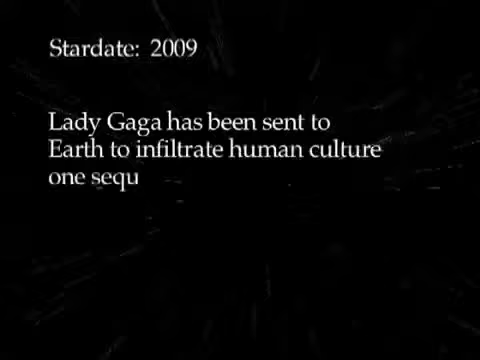 Stardate: 2009
Lady Gaga has been sent to
Earth to infiltrate human culture
one sequ